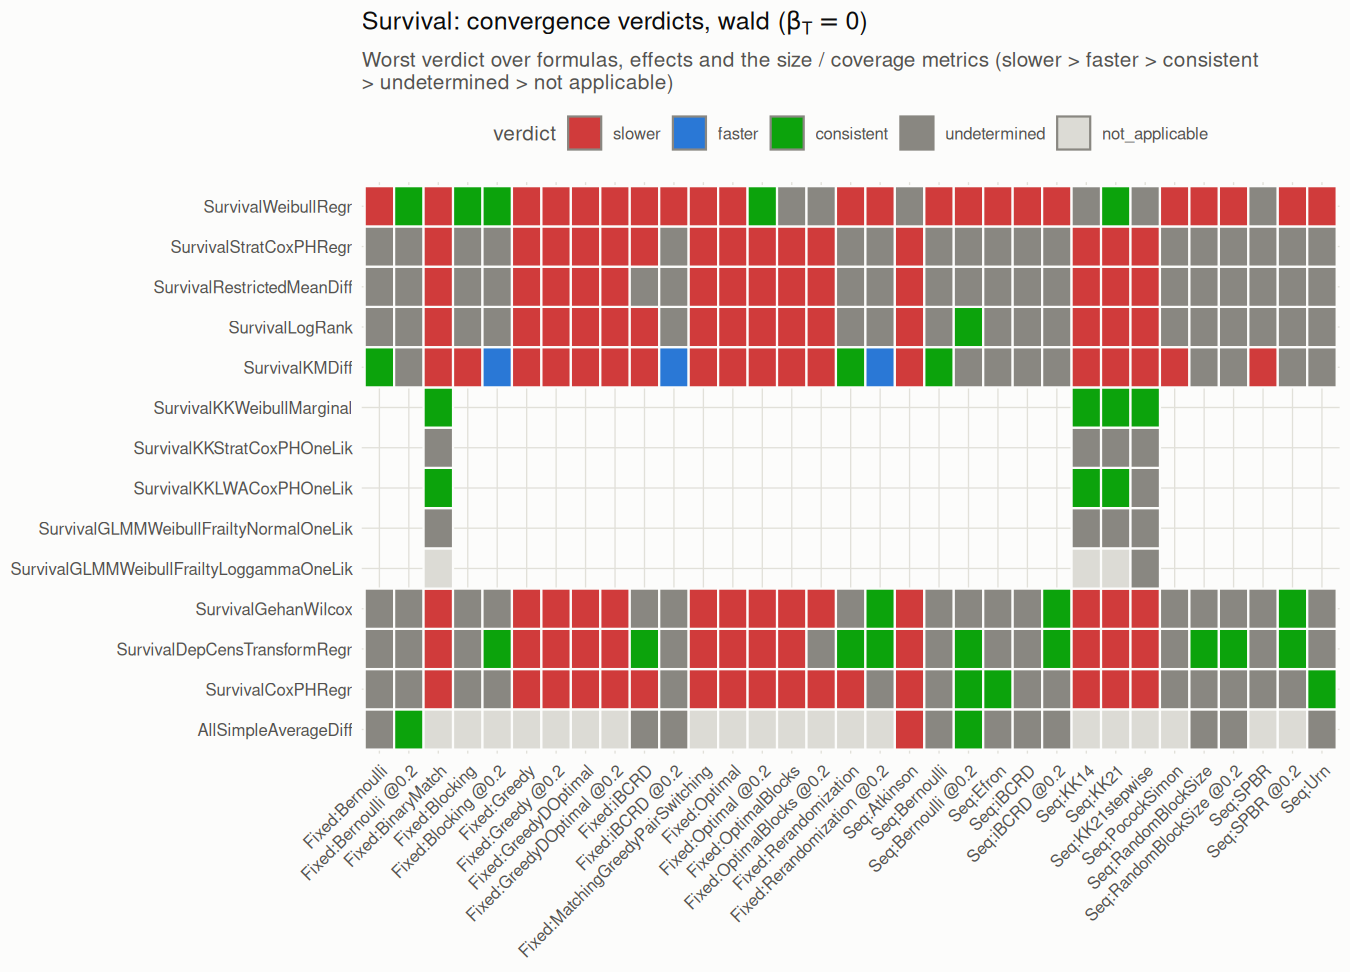 Survival: convergence verdicts, wald (βT = 0)
Worst verdict over formulas, effects and the size / coverage metrics (slower > faster > consistent
> undetermined > not applicable)
verdict slower faster consistent undetermined not_applicable
SurvivalWeibullRegr
SurvivalStratCoxPHRegr
SurvivalRestrictedMeanDiff
SurvivalLogRank
SurvivalKMDiff
SurvivalKKWeibullMarginal
SurvivalKKStratCoxPHOneLik
SurvivalKKLWACoxPHOneLik
SurvivalGLMMWeibullFrailtyNormalOneLik
SurvivalGLMMWeibullFrailtyLoggammaOneLik
SurvivalGehanWilcox
SurvivalDepCensTransformRegr
SurvivalCoxPHRegr
AllSimpleAverageDiff
Fixed:Bernoulli
Fixed:Bernoulli @0.2
Fixed:BinaryMatch
Fixed:Blocking
Fixed:Blocking @0.2
Fixed:Greedy
Fixed:Greedy @0.2
Fixed:GreedyDOptimal
Fixed:GreedyDOptimal @0.2
Fixed:iBCRD
Fixed:iBCRD @0.2
Fixed:MatchingGreedyPairSwitching
Fixed:Optimal
Fixed:Optimal @0.2
Fixed:OptimalBlocks
Fixed:OptimalBlocks @0.2
Fixed:Rerandomization
Fixed:Rerandomization @0.2
Seq:Atkinson
Seq:Bernoulli
Seq:Bernoulli @0.2
Seq:Efron
Seq:iBCRD
Seq:iBCRD @0.2
Seq:KK14
Seq:KK21
Seq:KK21stepwise
Seq:PocockSimon
Seq:RandomBlockSize
Seq:RandomBlockSize @0.2
Seq:SPBR
Seq:SPBR @0.2
Seq:Urn